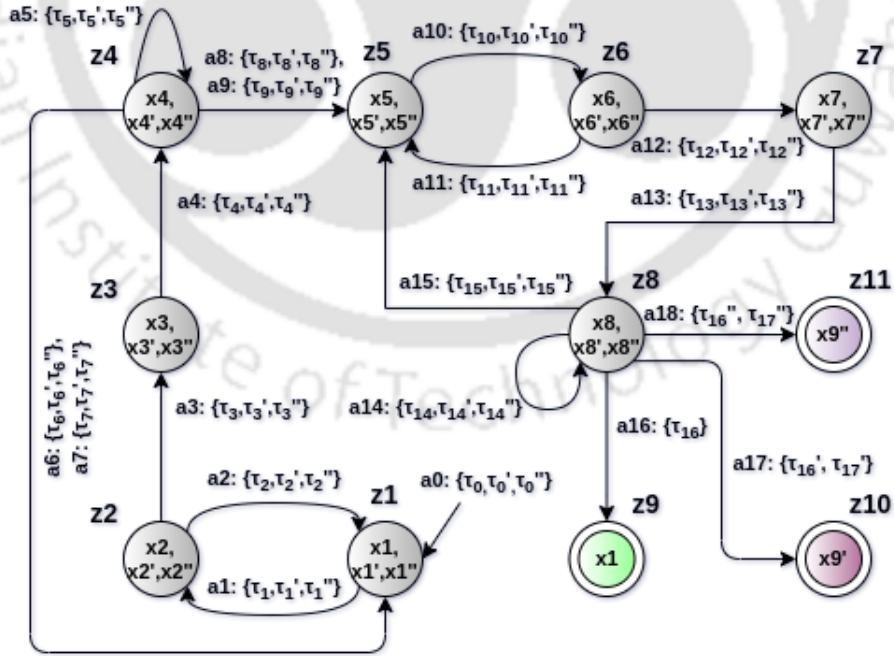 a5: {τ5,τ5',τ5"}
z4
a8: {τ8,τ8',τ8"},
a9: {τ9,τ9',τ9"}
z5
a10: {τ10,τ10',τ10"}
z6
z7
x4,
x4',x4"
x5,
x5',x5"
x6,
x6',x6"
x7,
x7',x7"
a12: {τ12,τ12',τ12"}
a11: {τ11,τ11',τ11"}
a4: {τ4,τ4',τ4"}
a13: {τ13,τ13',τ13"}
z3
a15: {τ15,τ15',τ15"}
z8
z11
x3,
x3',x3"
x8,
x8',x8"
a18: {τ16", τ17"}
x9"
a6: {τ6,τ6',τ6"},
a7: {τ7,τ7',τ7"}
a3: {τ3,τ3',τ3"}
a14: {τ14,τ14',τ14"}
a16: {τ16}
a17: {τ16', τ17'}
a2: {τ2,τ2',τ2"}
a0: {τ0,τ0',τ0"}
z2
z1
z9
z10
x2,
x2',x2"
x1,
x1',x1"
x1
x9'
a1: {τ1,τ1',τ1"}
ian Institute of Technology Guw